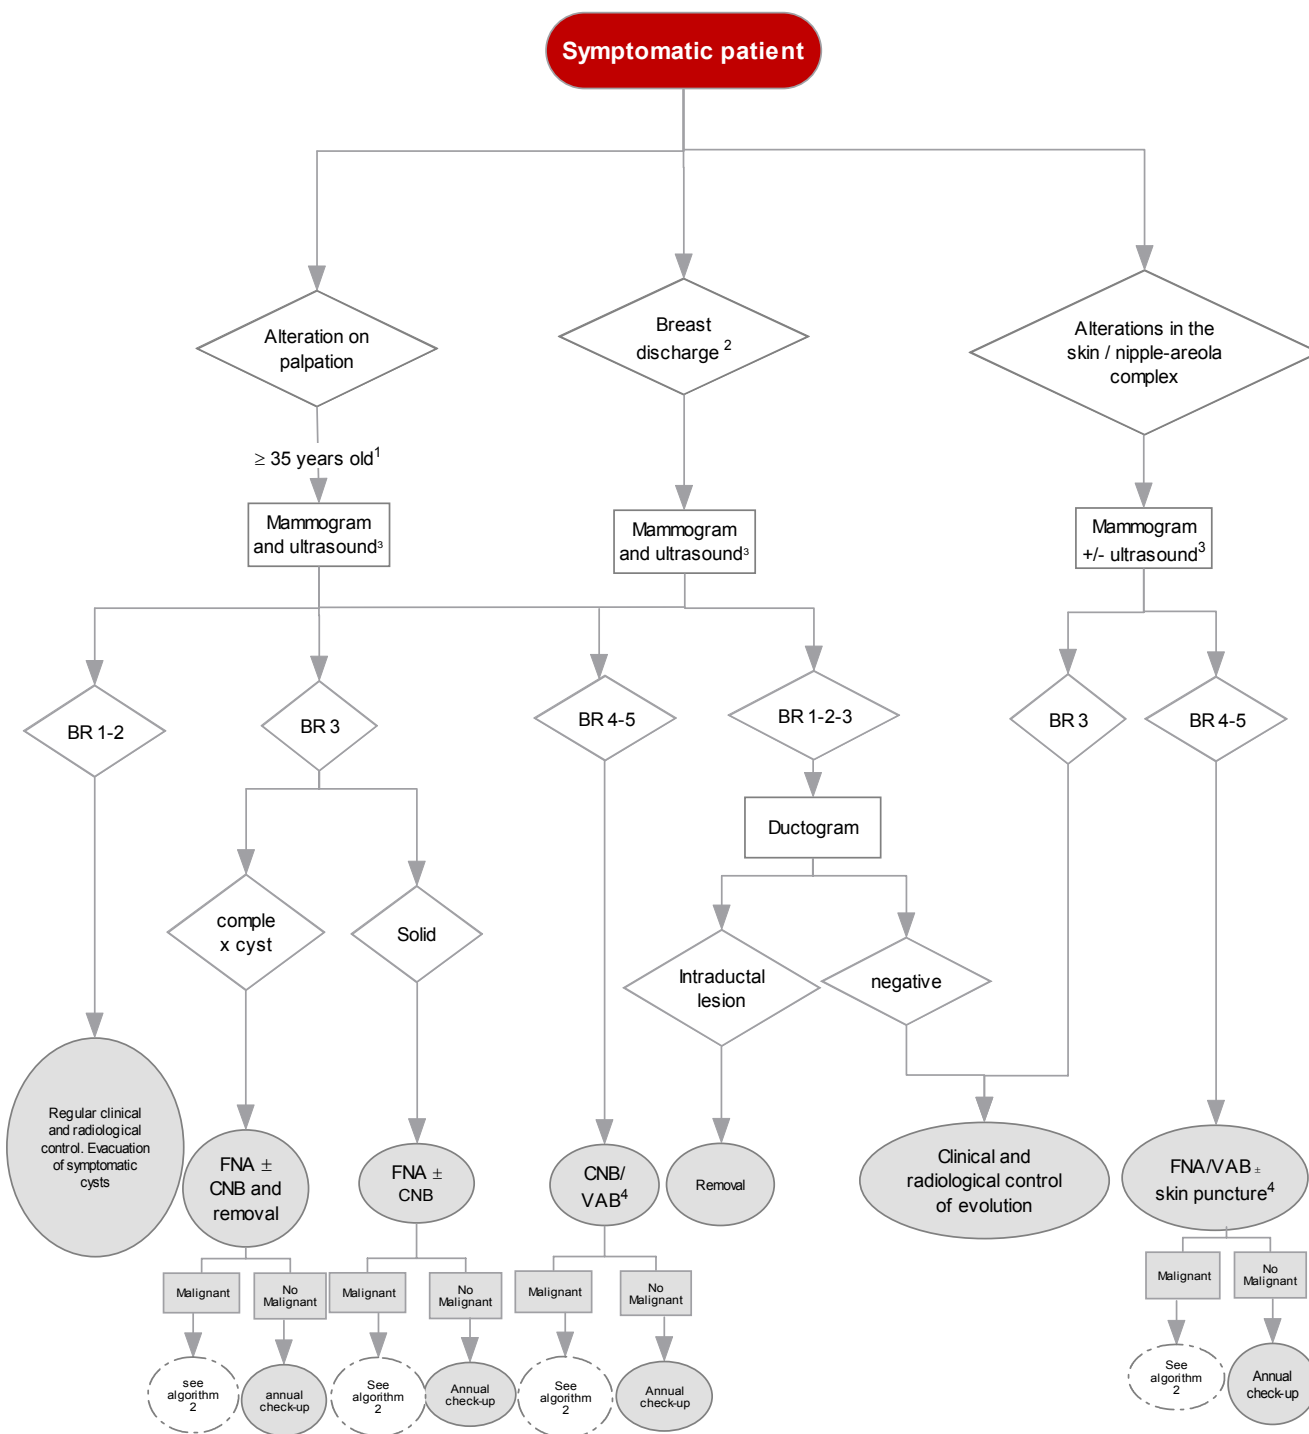 Symptomatic patient
Alteration on
palpation
Breast
discharge 2
Alterations in the
skin / nipple-areola
complex
≥ 35 years old1
Mammogram
and ultrasound3
Mammogram
and ultrasound3
Mammogram
+/- ultrasound3
BR 1-2
BR 3
BR 4-5
BR 1-2-3
BR 3
BR 4-5
Ductogram
comple
x cyst
Solid
Intraductal
lesion
negative
Regular clinical
and radiological
control. Evacuation
of symptomatic
cysts
FNA ±
CNB and
removal
FNA ±
CNB
CNB/
VAB4
Removal
Clinical and
radiological control
of evolution
FNA/VAB ±
skin puncture4
Malignant
No
Malignant
Malignant
No
Malignant
Malignant
No
Malignant
Malignant
No
Malignant
see
algorithm
2
annual
check-up
See
algorithm
2
Annual
check-up
See
algorithm
2
Annual
check-up
See
algorithm
2
Annual
check-up